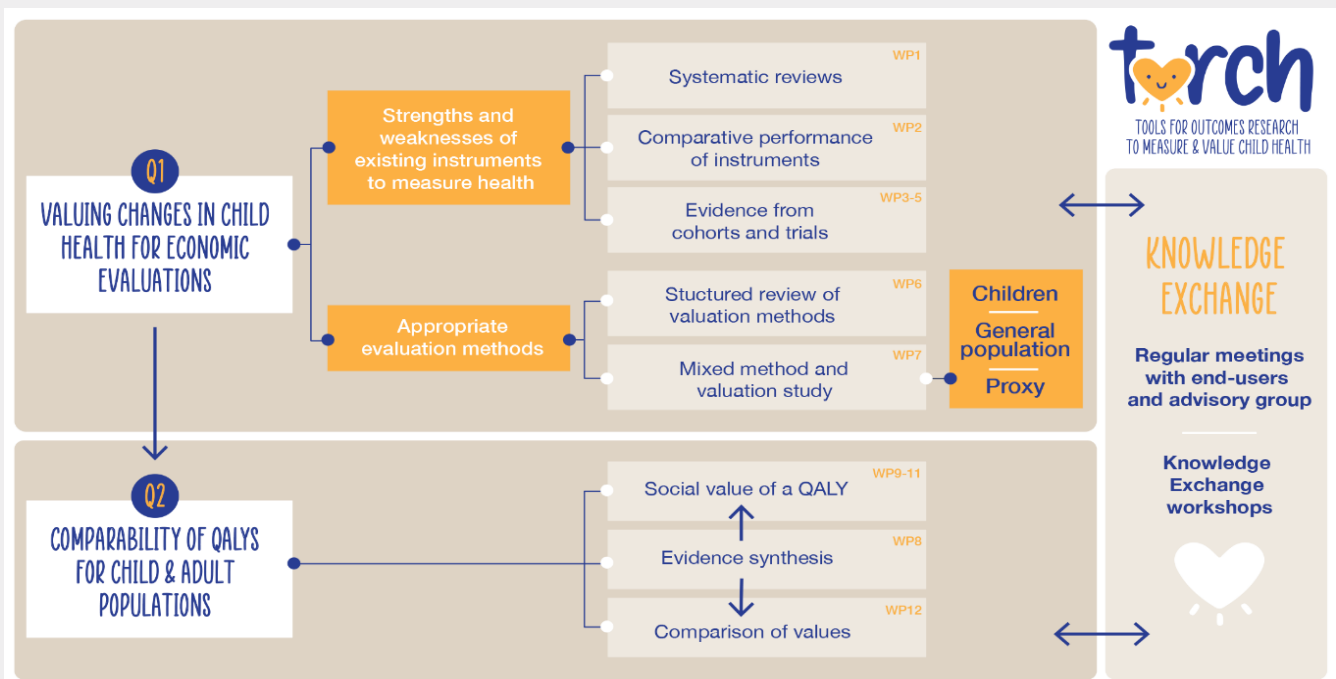 Q1
VALUING CHANGES IN CHILD
HEALTH FOR ECONOMIC
EVALUATIONS
Strengths and
weaknesses of
existing instruments
to measure health
WP1
Systematic reviews
WP2
Comparative performance
of instruments
WP3-5
Evidence from
cohorts and trials
Appropriate
evaluation methods
WP6
Stuctured review of
valuation methods
WP7
Mixed method and
valuation study
Children
General
population
Proxy
Q2
COMPARABILITY OF QALYS
FOR CHILD & ADULT
POPULATIONS
WP9-11
Social value of a QALY
WP8
Evidence synthesis
WP12
Comparison of values
torch
TOOLS FOR OUTCOMES RESEARCH
TO MEASURE & VALUE CHILD HEALTH
KNOWLEDGE
EXCHANGE
Regular meetings
with end-users
and advisory group
Knowledge
Exchange
workshops